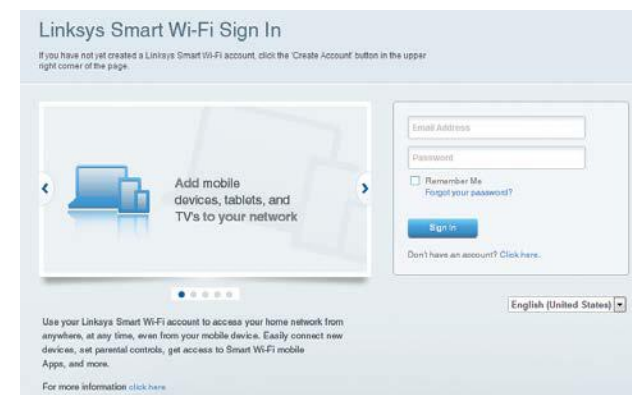 Linksys Smart Wi-Fi Sign In
If you have not yet created a Linksys Smart Wi-Fi account, click the 'Create Account' button in the upper
right corner of the page.
Add mobile
devices, tablets, and
TV's to your network
Email Address
Password
Remember Me
Forgot your password?
Sign In
Don't have an account? Click here.
English (United States)
Use your Linksys Smart Wi-Fi account to access your home network from
anywhere, at any time, even from your mobile device. Easily connect new
devices, set parental controls, get access to Smart Wi-Fi mobile
Apps, and more.
For more information click here